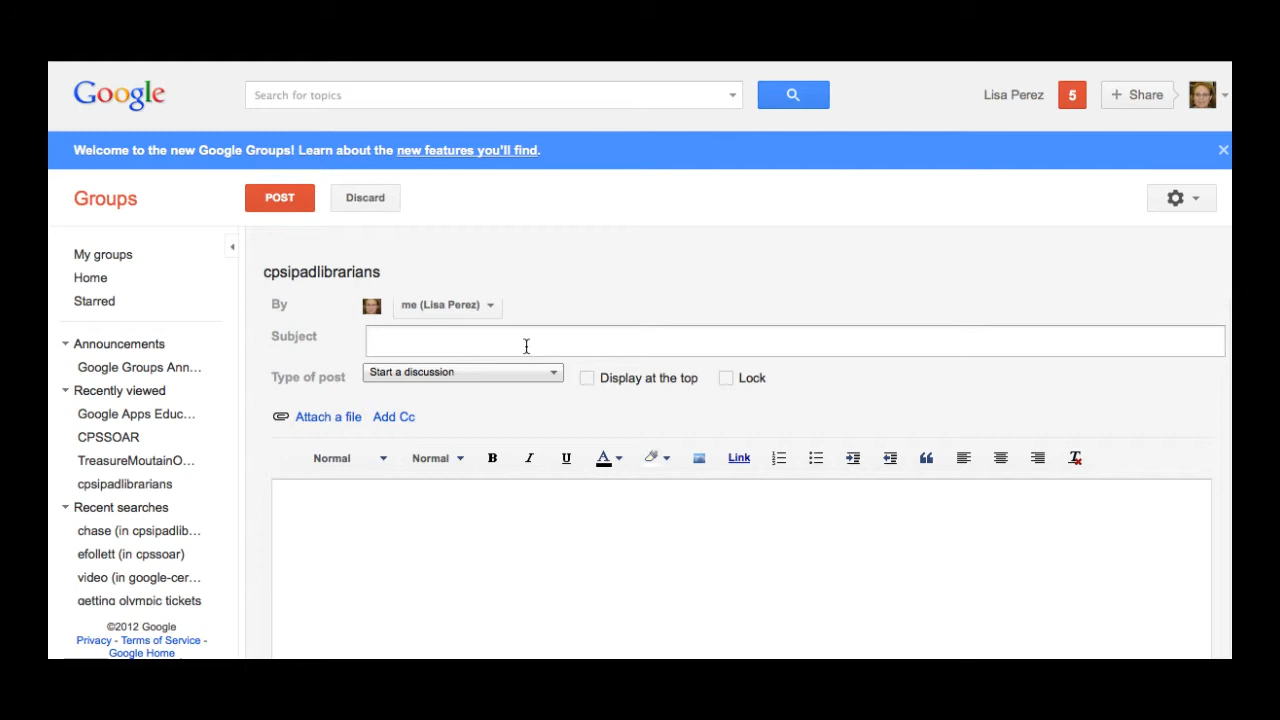 Google
Search for topics
Lisa Perez
5
+ Share
Welcome to the new Google Groups! Learn about the new features you'll find.
Groups
POST
Discard
My groups
Home
Starred
Announcements
Google Groups Ann...
Recently viewed
Google Apps Educ...
CPSSOAR
TreasureMoutainO...
cpsipadlibrarians
Recent searches
chase (in cpsipadlib...
efollett (in cpssoar)
video (in google-cer...
getting olympic tickets
©2012 Google
Privacy - Terms of Service -
Google Home
cpsipadlibrarians
By
me (Lisa Perez)
Subject
Type of post
Start a discussion
Display at the top
Lock
Attach a file
Add Cc
Normal
Normal
B
I
U
A
Link